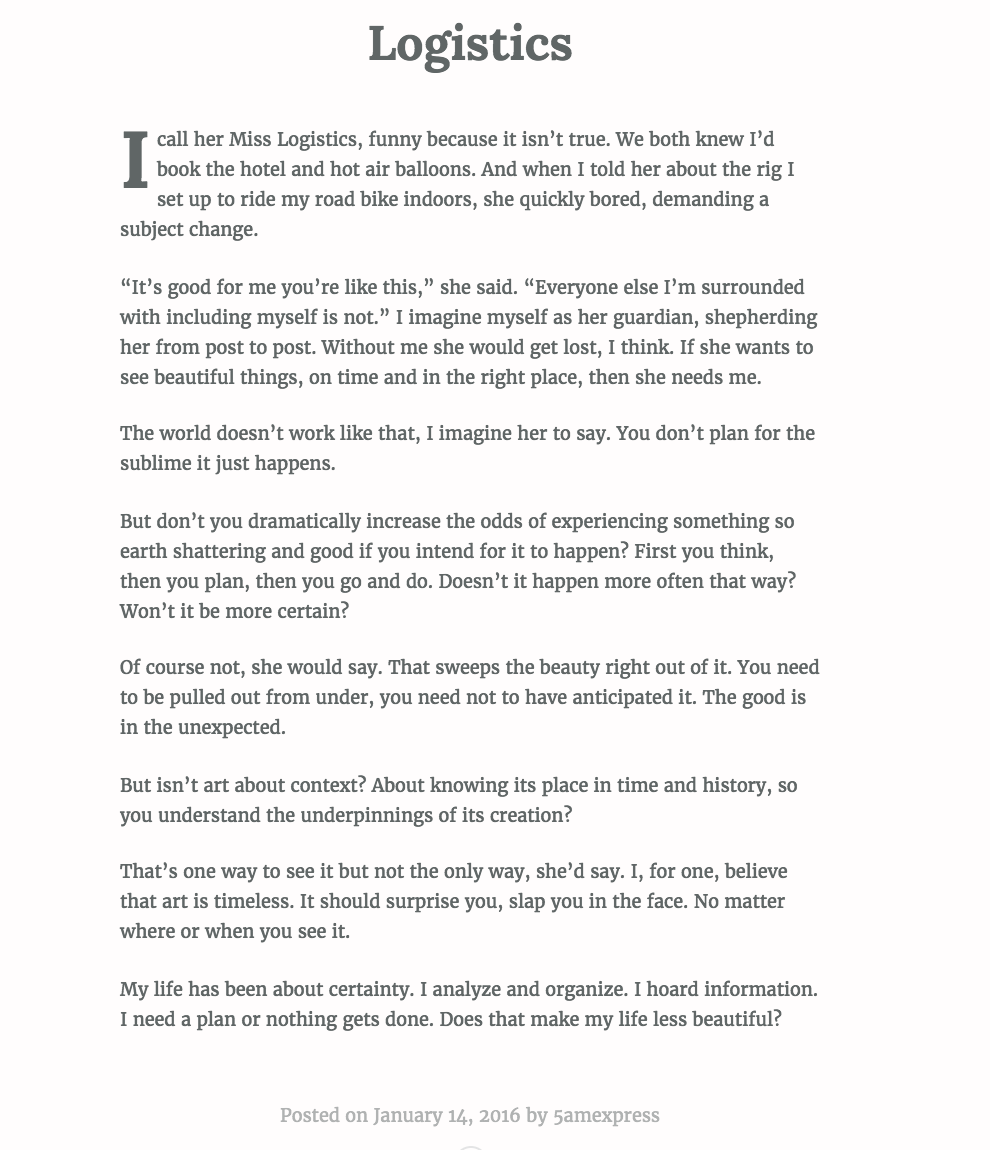 Logistics
I call her Miss Logistics, funny because it isn’t true. We both knew I’d
book the hotel and hot air balloons. And when I told her about the rig I
set up to ride my road bike indoors, she quickly bored, demanding a
subject change.
“It’s good for me you’re like this,” she said. “Everyone else I’m surrounded
with including myself is not.” I imagine myself as her guardian, shepherding
her from post to post. Without me she would get lost, I think. If she wants to
see beautiful things, on time and in the right place, then she needs me.
The world doesn’t work like that, I imagine her to say. You don’t plan for the
sublime it just happens.
But don’t you dramatically increase the odds of experiencing something so
earth shattering and good if you intend for it to happen? First you think,
then you plan, then you go and do. Doesn’t it happen more often that way?
Won’t it be more certain?
Of course not, she would say. That sweeps the beauty right out of it. You need
to be pulled out from under, you need not to have anticipated it. The good is
in the unexpected.
But isn’t art about context? About knowing its place in time and history, so
you understand the underpinnings of its creation?
That’s one way to see it but not the only way, she’d say. I, for one, believe
that art is timeless. It should surprise you, slap you in the face. No matter
where or when you see it.
My life has been about certainty. I analyze and organize. I hoard information.
I need a plan or nothing gets done. Does that make my life less beautiful?
Posted on January 14, 2016 by 5amexpress